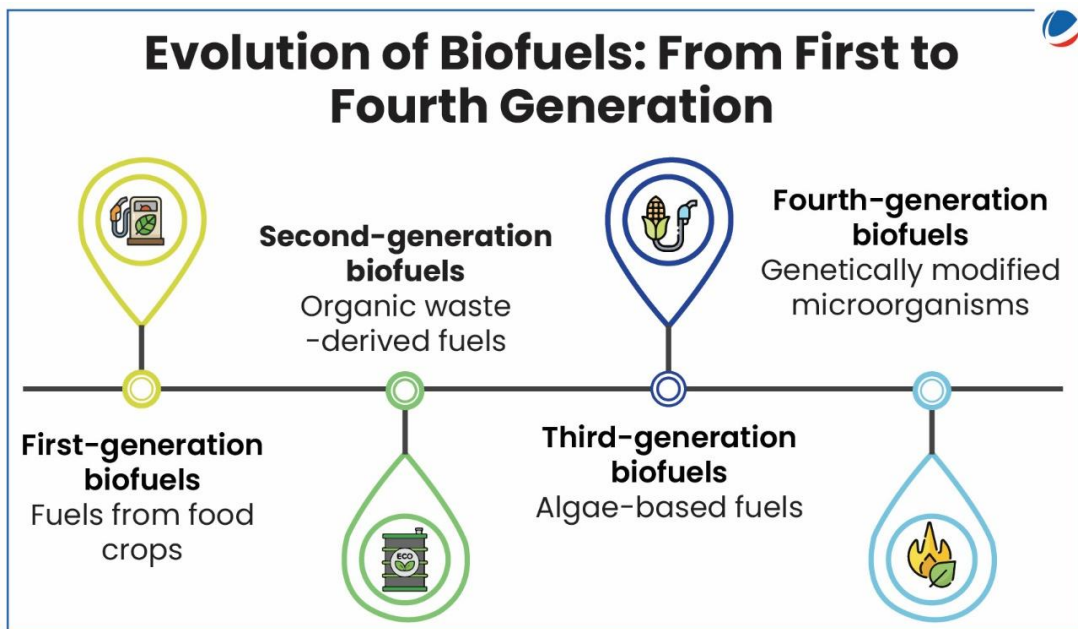 Evolution of Biofuels: From First to
Fourth Generation
First-generation
biofuels
Fuels from food
crops
Second-generation
biofuels
Organic waste
-derived fuels
ECO
Third-generation
biofuels
Algae-based fuels
Fourth-generation
biofuels
Genetically modified
microorganisms